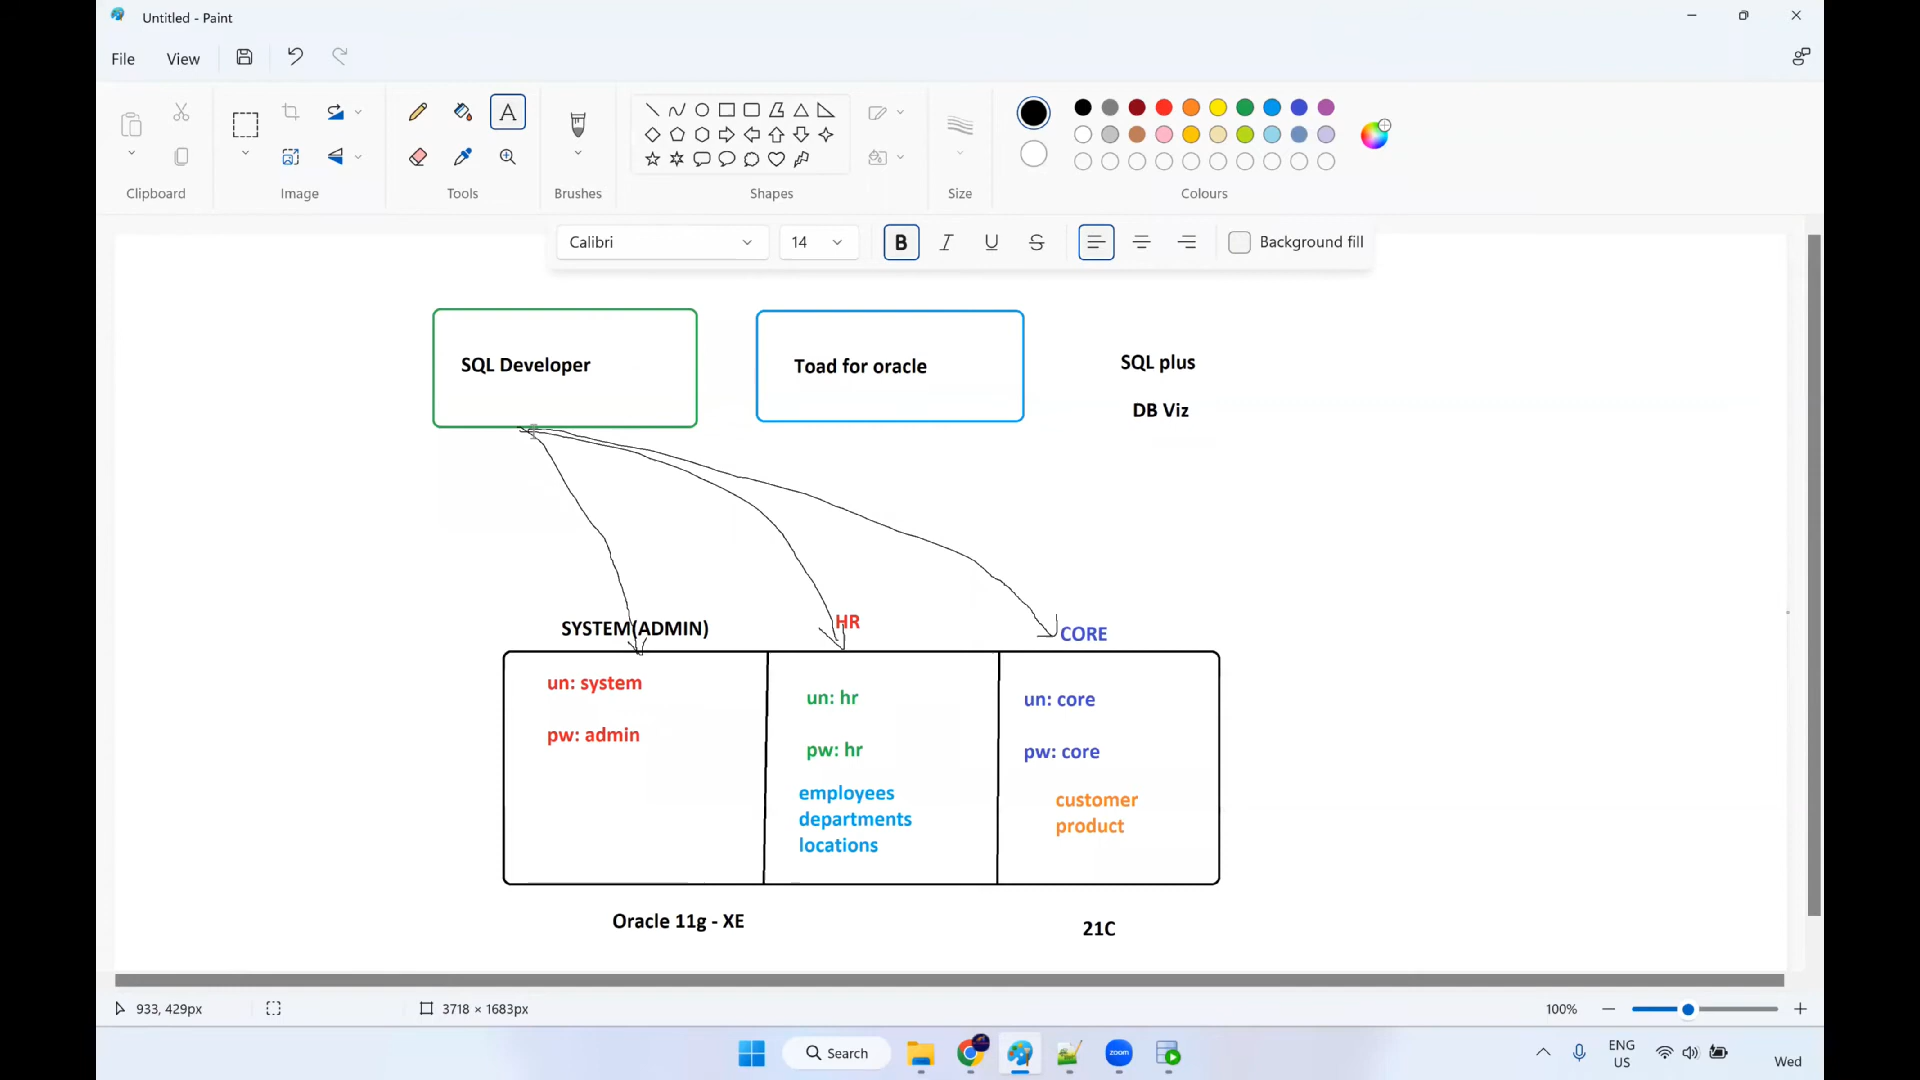 Untitled - Paint
File
View
Clipboard
Image
Tools
Brushes
Shapes
Size
Colours
A
Calibri
14
B
I
U
S
Background fill
SQL Developer
Toad for oracle
SQL plus
DB Viz
SYSTEM(ADMIN)
HR
CORE
un: system
pw: admin
un: hr
pw: hr
employees
departments
locations
un: core
pw: core
customer
product
Oracle 11g - XE
21C
933, 429px
3718 × 1683px
100%
Search
zoom
ENG
US
Wed